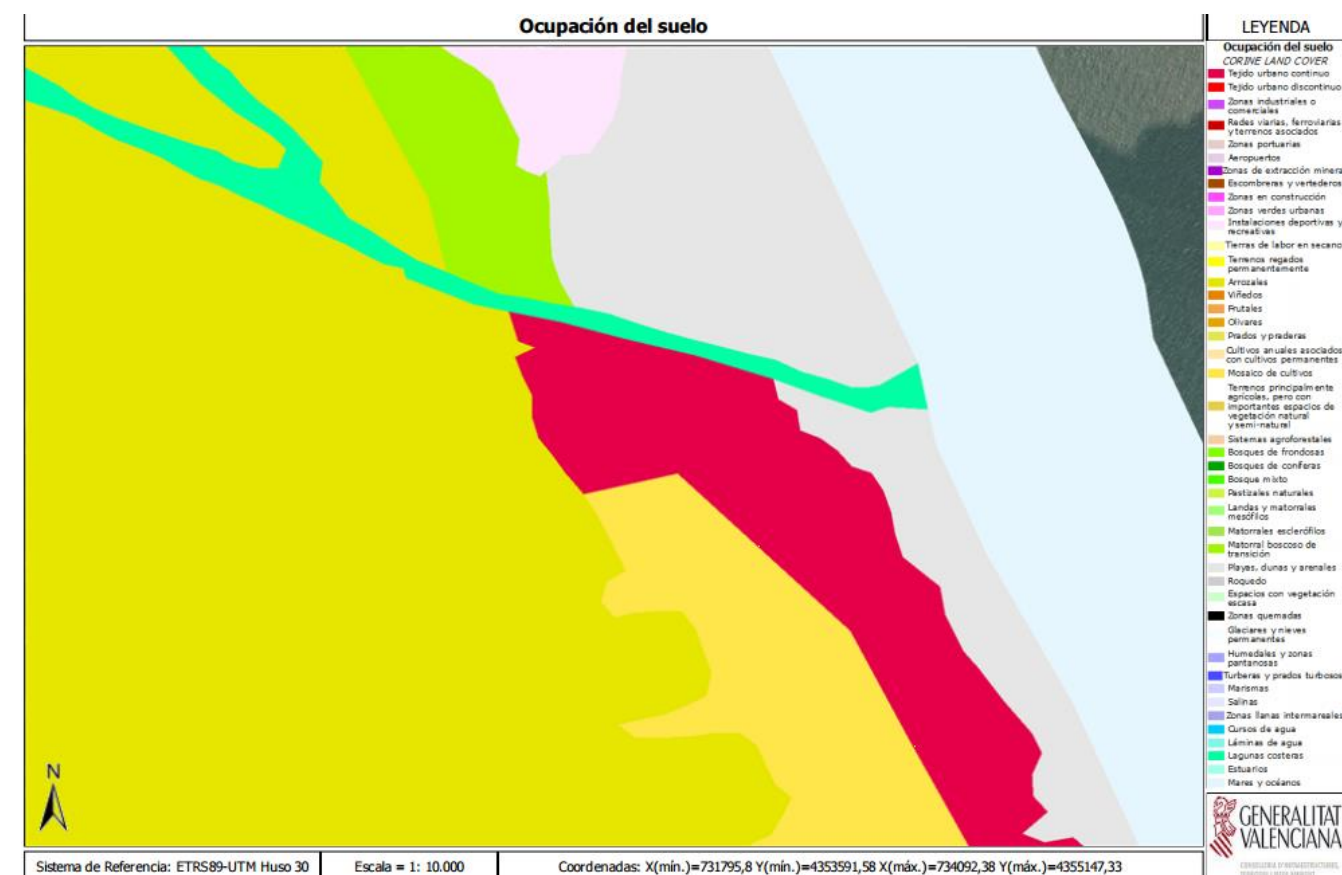 Ocupación del suelo
LEYENDA
Ocupación del suelo
CORINE LAND COVER
Tejido urbano continuo
Tejido urbano discontinuo
Zonas industriales o
comerciales
Redes viarias, ferroviarias
y terrenos asociados
Zonas portuarias
Aeropuertos
Zonas de extracción minera
Escombreras y vertederos
Zonas en construcción
Zonas verdes urbanas
Instalaciones deportivas y
recreativas
Tierras de labor en secano
Terrenos regados
permanentemente
Arrozales
Viñedos
Frutales
Olivares
Prados y praderas
Cultivos anuales asociados
con cultivos permanentes
Mosaico de cultivos
Terrenos principalmente
agrícolas, pero con
importantes espacios de
vegetación natural
y semi-natural
Sistemas agroforestales
Bosques de frondosas
Bosques de coníferas
Bosque mixto
Pastizales naturales
Landas y matorrales
mesófilos
Matorrales esclerófilos
Matorral boscoso de
transición
Playas, dunas y arenales
Roquedo
Espacios con vegetación
escasa
Zonas quemadas
Glaciares y nieves
permanentes
Humedales y zonas
pantanosas
Turberas y prados turbosos
Marismas
Salinas
Zonas llanas intermareales
Cursos de agua
Láminas de agua
Lagunas costeras
Estuarios
Mares y océanos
N
GENERALITAT
VALENCIANA
CONSELLERIA D'INFRAESTRUCTURES,
TERRITORI I MEDI AMBIENT
Sistema de Referencia: ETRS89-UTM Huso 30
Escala = 1: 10.000
Coordenadas: X(mín.)=731795,8 Y(mín.)=4353591,58 X(máx.)=734092,38 Y(máx.)=4355147,33